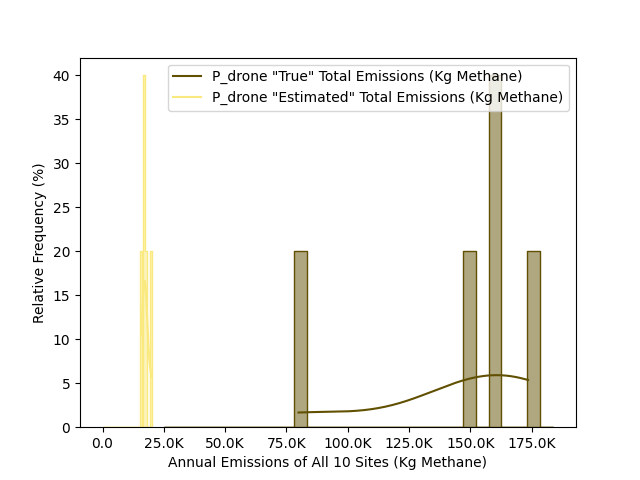 P_drone "True" Total Emissions (Kg Methane)
P_drone "Estimated" Total Emissions (Kg Methane)
40
35
30
25
20
15
10
5
0
Relative Frequency (%)
0.0 25.0K 50.0K 75.0K 100.0K 125.0K 150.0K 175.0K
Annual Emissions of All 10 Sites (Kg Methane)